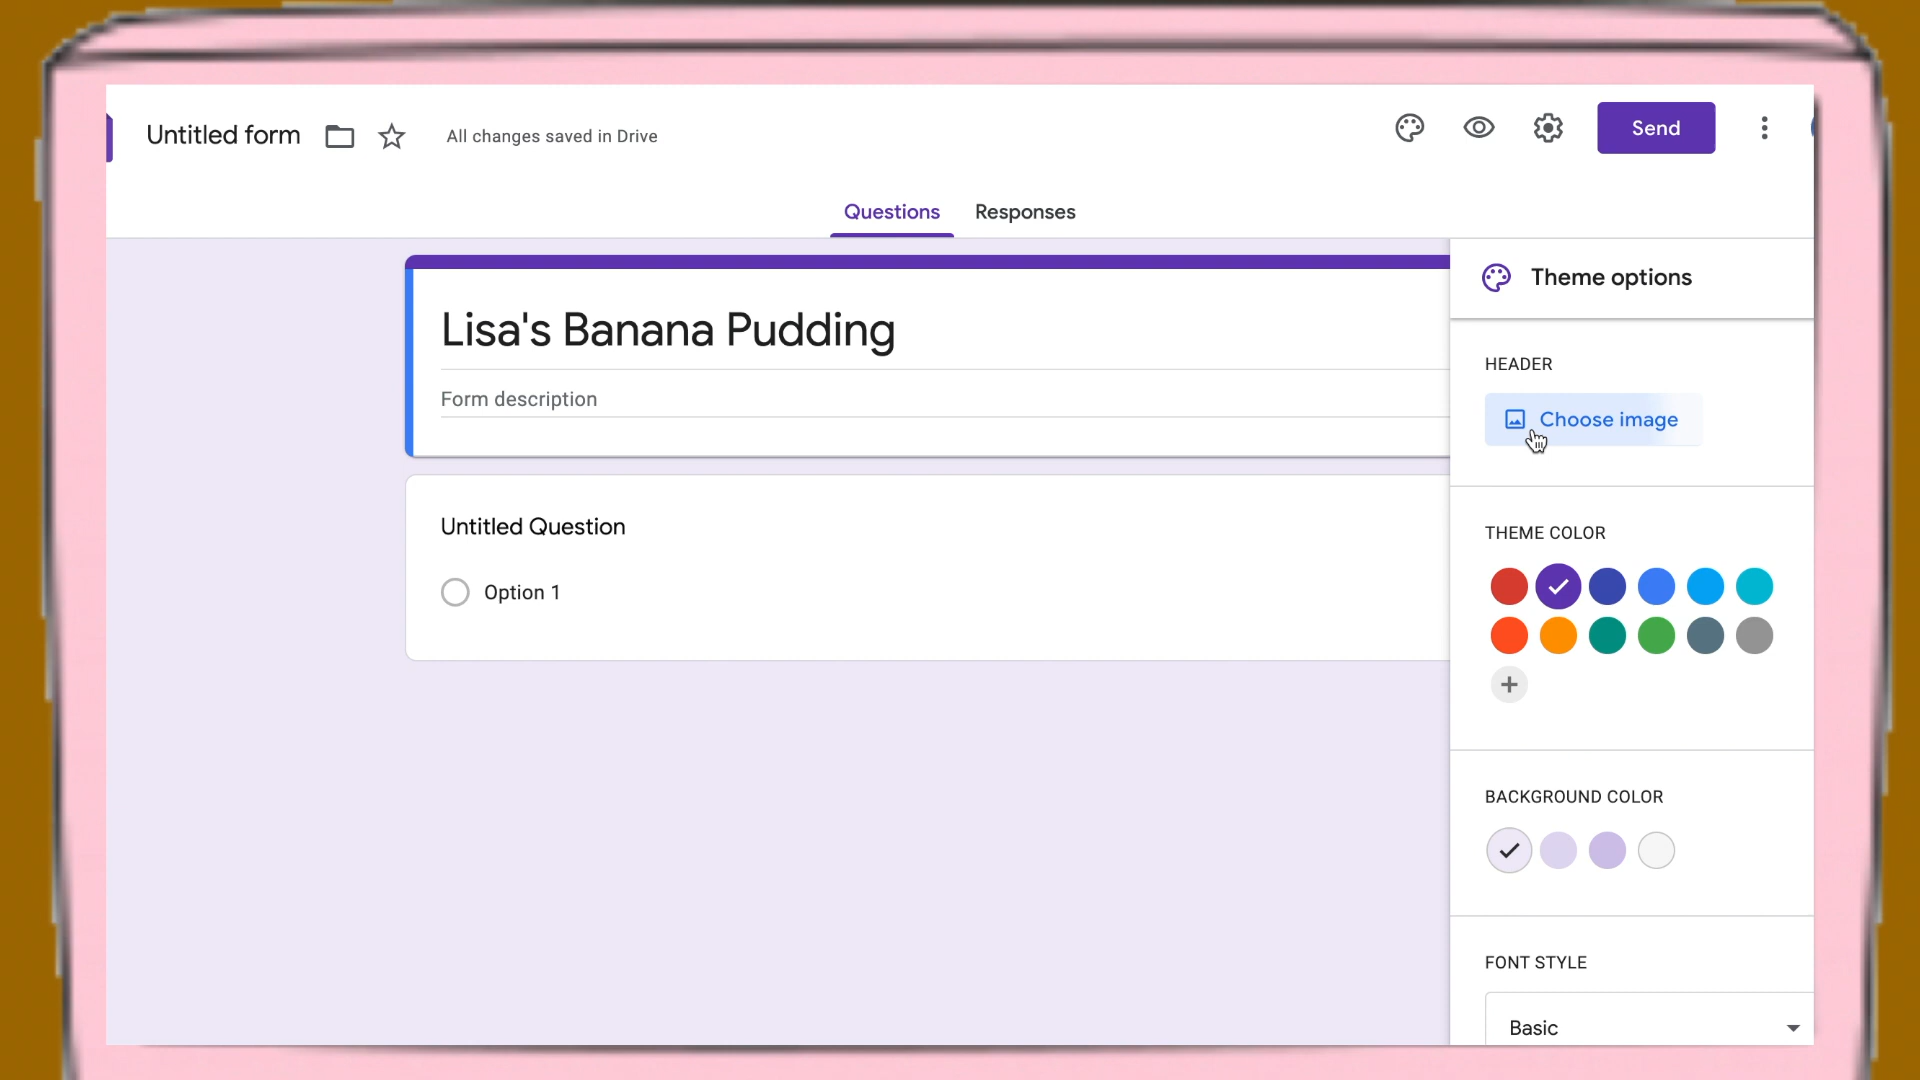 Untitled form
All changes saved in Drive
Send
Questions
Responses
Lisa's Banana Pudding
Form description
Untitled Question
Option 1
Theme options
HEADER
Choose image
THEME COLOR
BACKGROUND COLOR
FONT STYLE
Basic